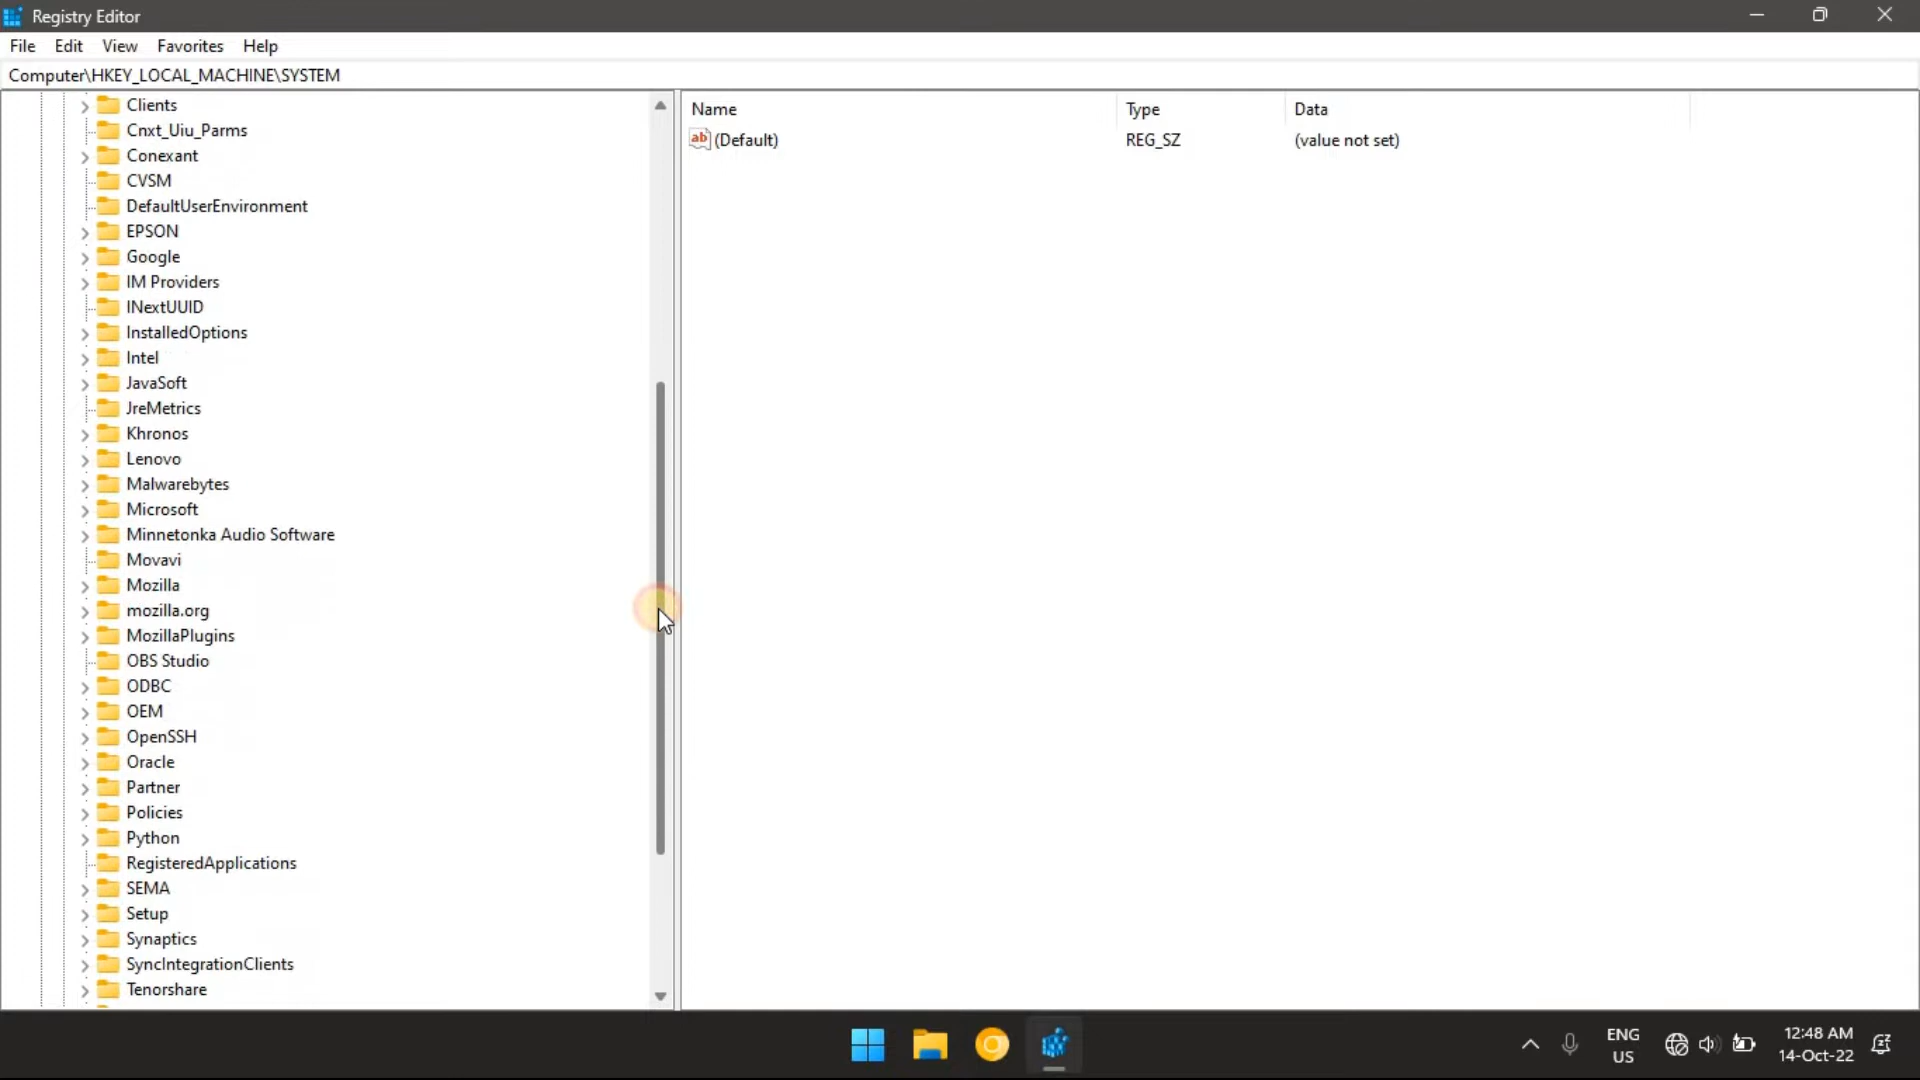 Registry Editor
File Edit View Favorites Help
Computer\HKEY_LOCAL_MACHINE\SYSTEM
Clients
Cnxt_Uiu_Parms
Conexant
CVSM
DefaultUserEnvironment
EPSON
Google
IM Providers
INextUUID
InstalledOptions
Intel
JavaSoft
JreMetrics
Khronos
Lenovo
Malwarebytes
Microsoft
Minnetonka Audio Software
Movavi
Mozilla
mozilla.org
MozillaPlugins
OBS Studio
ODBC
OEM
OpenSSH
Oracle
Partner
Policies
Python
RegisteredApplications
SEMA
Setup
Synaptics
SyncIntegrationClients
Tenorshare
Name Type Data
ab (Default) REG_SZ (value not set)
ENG
US
12:48 AM
14-Oct-22